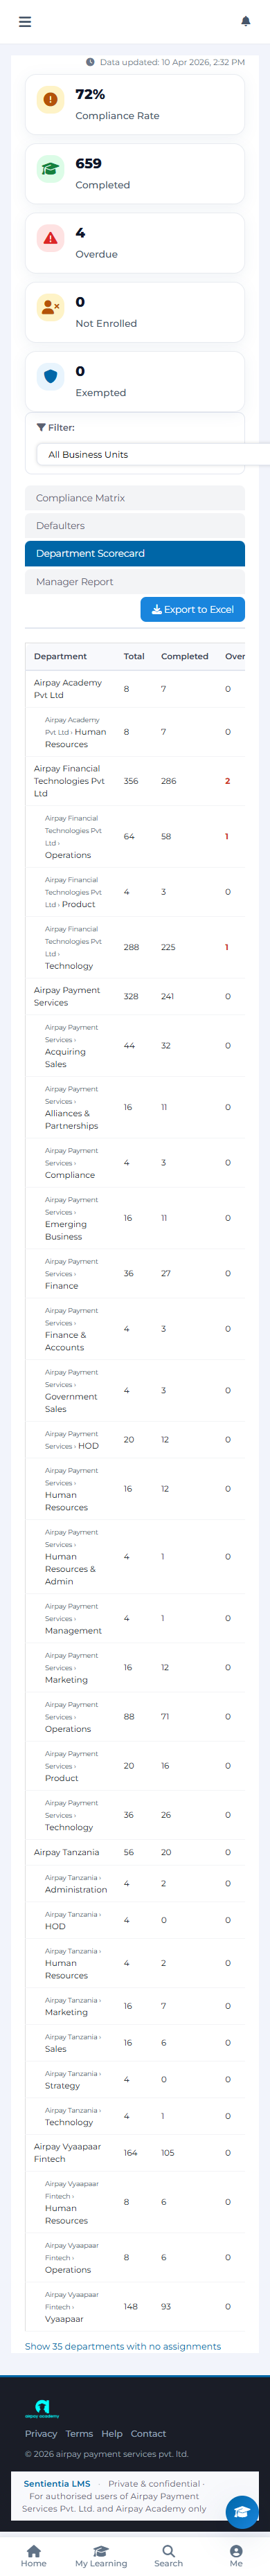 Data updated: 10 Apr 2026, 2:32 PM
72%
Compliance Rate
659
Completed
4
Overdue
0
Not Enrolled
0
Exempted
Filter:
All Business Units
Compliance Matrix
Defaulters
Department Scorecard
Manager Report
Export to Excel
Department Total Completed Over
Airpay Academy
Pvt Ltd 8 7 0
Airpay Academy
Pvt Ltd › Human
Resources 8 7 0
Airpay Financial
Technologies Pvt
Ltd 356 286 2
Airpay Financial
Technologies Pvt
Ltd ›
Operations 64 58 1
Airpay Financial
Technologies Pvt
Ltd › Product 4 3 0
Airpay Financial
Technologies Pvt
Ltd ›
Technology 288 225 1
Airpay Payment
Services 328 241 0
Airpay Payment
Services ›
Acquiring
Sales 44 32 0
Airpay Payment
Services ›
Alliances &
Partnerships 16 11 0
Airpay Payment
Services ›
Compliance 4 3 0
Airpay Payment
Services ›
Emerging
Business 16 11 0
Airpay Payment
Services ›
Finance 36 27 0
Airpay Payment
Services ›
Finance &
Accounts 4 3 0
Airpay Payment
Services ›
Government
Sales 4 3 0
Airpay Payment
Services › HOD 20 12 0
Airpay Payment
Services ›
Human
Resources 16 12 0
Airpay Payment
Services ›
Human
Resources &
Admin 4 1 0
Airpay Payment
Services ›
Management 4 1 0
Airpay Payment
Services ›
Marketing 16 12 0
Airpay Payment
Services ›
Operations 88 71 0
Airpay Payment
Services ›
Product 20 16 0
Airpay Payment
Services ›
Technology 36 26 0
Airpay Tanzania 56 20 0
Airpay Tanzania ›
Administration 4 2 0
Airpay Tanzania ›
HOD 4 0 0
Airpay Tanzania ›
Human
Resources 4 2 0
Airpay Tanzania ›
Marketing 16 7 0
Airpay Tanzania ›
Sales 16 6 0
Airpay Tanzania ›
Strategy 4 0 0
Airpay Tanzania ›
Technology 4 1 0
Airpay Vyaapaar
Fintech 164 105 0
Airpay Vyaapaar
Fintech ›
Human
Resources 8 6 0
Airpay Vyaapaar
Fintech ›
Operations 8 6 0
Airpay Vyaapaar
Fintech ›
Vyaapaar 148 93 0
Show 35 departments with no assignments
airpay academy
Privacy Terms Help Contact
© 2026 airpay payment services pvt. ltd.
Sentientia LMS · Private & confidential ·
For authorised users of Airpay Payment
Services Pvt. Ltd. and Airpay Academy only
Home My Learning Search Me